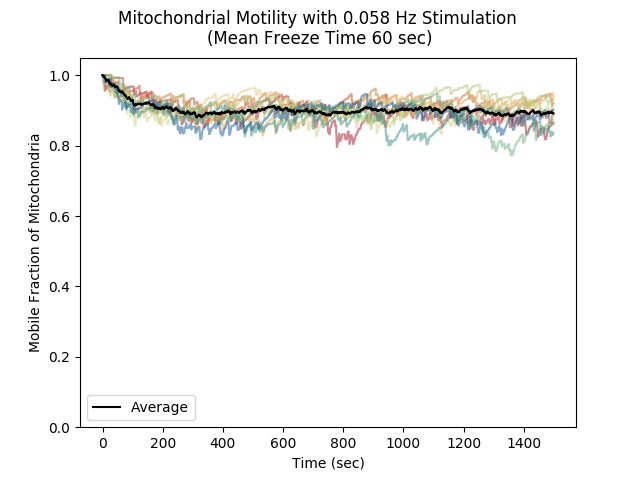 Mitochondrial Motility with 0.058 Hz Stimulation
(Mean Freeze Time 60 sec)
Mobile Fraction of Mitochondria
1.0
0.8
0.6
0.4
0.2
0.0
Average
0 200 400 600 800 1000 1200 1400
Time (sec)